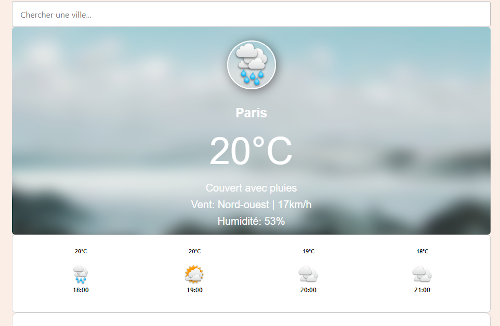 Chercher une ville...
Paris
20°C
Couvert avec pluies
Vent: Nord-ouest | 17km/h
Humidité: 53%
20°C 20°C 19°C 18°C
18:00 19:00 20:00 21:00